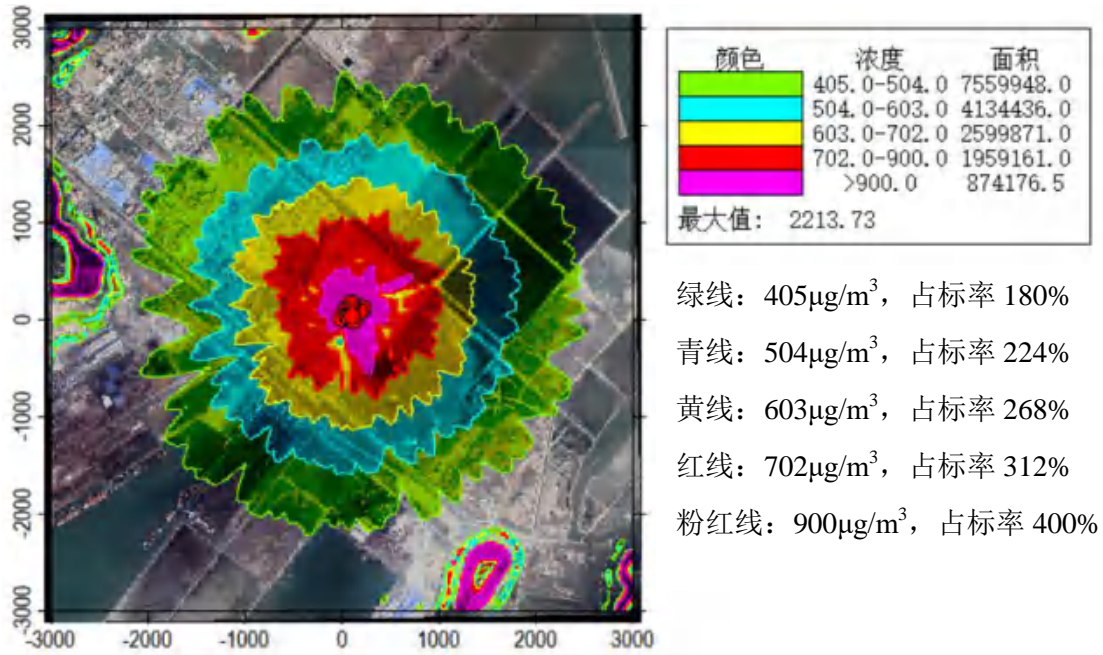 3000
2000
1000
0
-1000
-2000
-3000
-3000 -2000 -1000 0 1000 2000 3000
颜色 浓度 面积
405.0-504.0 7559948.0
504.0-603.0 4134436.0
603.0-702.0 2599871.0
702.0-900.0 1959161.0
>900.0 874176.5
最大值: 2213.73
绿线：405μg/m³，占标率 180%
青线：504μg/m³，占标率 224%
黄线：603μg/m³，占标率 268%
红线：702μg/m³，占标率 312%
粉红线：900μg/m³，占标率 400%